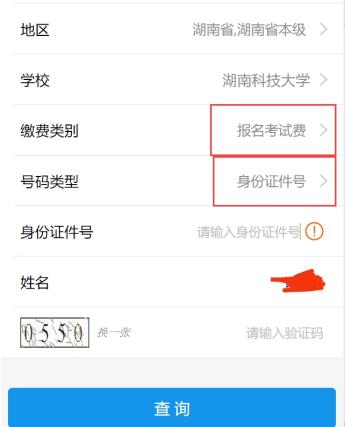 地区 湖南省,湖南省本级
学校 湖南科技大学
缴费类别 报名考试费
号码类型 身份证件号
身份证件号 请输入身份证件号
姓名
0550 换一张 请输入验证码
查询